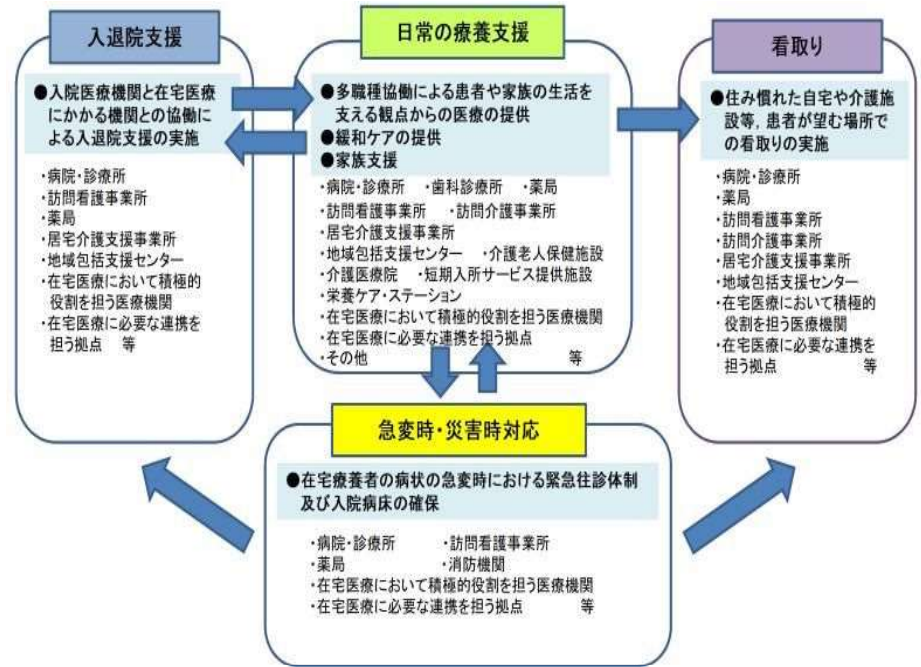 入退院支援
●入院医療機関と在宅医療
にかかる機関との協働
による入退院支援の実施
・病院・診療所
・訪問看護事業所
・薬局
・居宅介護支援事業所
・地域包括支援センター
・在宅医療において積極的
役割を担う医療機関
・在宅医療に必要な連携を
担う拠点 等
日常の療養支援
●多職種協働による患者や家族の生活を
支える観点からの医療の提供
●緩和ケアの提供
●家族支援
・病院・診療所 ・歯科診療所 ・薬局
・訪問看護事業所 ・訪問介護事業所
・居宅介護支援事業所
・地域包括支援センター ・介護老人保健施設
・介護医療院 ・短期入所サービス提供施設
・栄養ケア・ステーション
・在宅医療において積極的役割を担う医療機関
・在宅医療に必要な連携を担う拠点
・その他 等
看取り
●住み慣れた自宅や介護施
設等，患者が望む場所で
の看取りの実施
・病院・診療所
・薬局
・訪問看護事業所
・訪問介護事業所
・居宅介護支援事業所
・地域包括支援センター
・在宅医療において積極的
役割を担う医療機関
・在宅医療に必要な連携を
担う拠点 等
急変時・災害時対応
●在宅療養者の病状の急変時における緊急往診体制
及び入院病床の確保
・病院・診療所 ・訪問看護事業所
・薬局 ・消防機関
・在宅医療において積極的役割を担う医療機関
・在宅医療に必要な連携を担う拠点 等